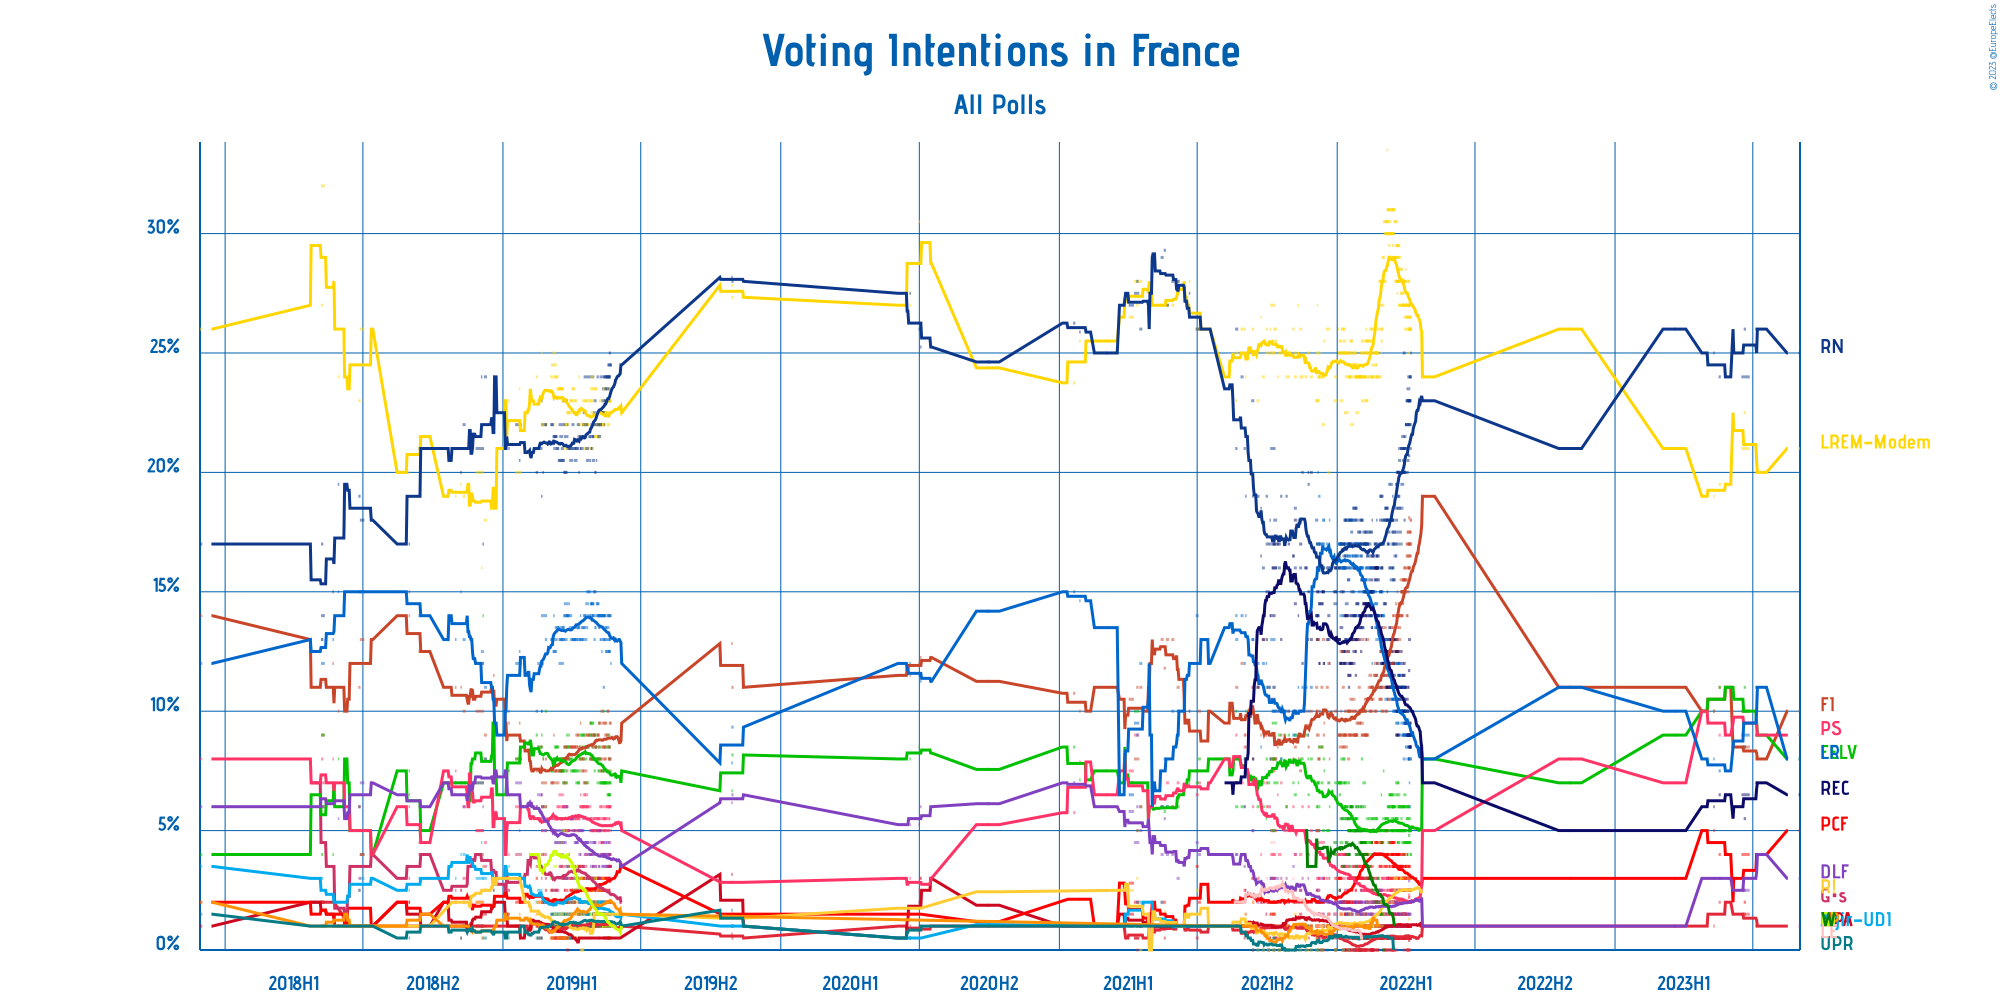 © 2023 @EuropeElects
Voting Intentions in France
All Polls
30%
25%
20%
15%
10%
5%
0%
RN
LREM-Modem
FI
PS
EELV
REC
PCF
DLF
G·s
UPR
2018H1 2018H2 2019H1 2019H2 2020H1 2020H2 2021H1 2021H2 2022H1 2022H2 2023H1